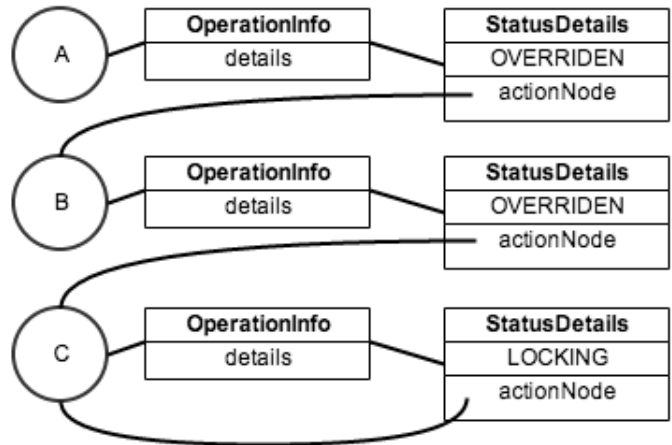 A
OperationInfo
details
StatusDetails
OVERRIDEN
actionNode
B
OperationInfo
details
StatusDetails
OVERRIDEN
actionNode
C
OperationInfo
details
StatusDetails
LOCKING
actionNode